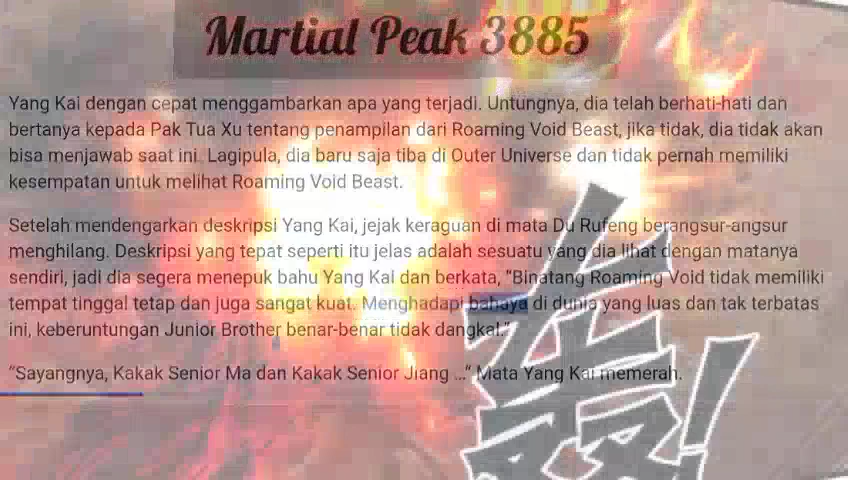 Martial Peak 3885
Yang Kai dengan cepat menggambarkan apa yang terjadi. Untungnya, dia telah berhati-hati dan
bertanya kepada Pak Tua Xu tentang penampilan dari Roaming Void Beast, jika tidak, dia tidak akan
bisa menjawab saat ini. Lagipula, dia baru saja tiba di Outer Universe dan tidak pernah memiliki
kesempatan untuk melihat Roaming Void Beast.
Setelah mendengarkan deskripsi Yang Kai, jejak keraguan di mata Du Rufeng berangsur-angsur
menghilang. Deskripsi yang tepat seperti itu jelas adalah sesuatu yang dia lihat dengan matanya
sendiri, jadi dia segera menepuk bahu Yang Kai dan berkata, “Binatang Roaming Void tidak memiliki
tempat tinggal tetap dan juga sangat kuat. Menghadapi bahaya di dunia yang luas dan tak terbatas
ini, keberuntungan Junior Brother benar-benar tidak dangkal.”
“Sayangnya, Kakak Senior Ma dan Kakak Senior Jiang …“ Mata Yang Kai memerah.